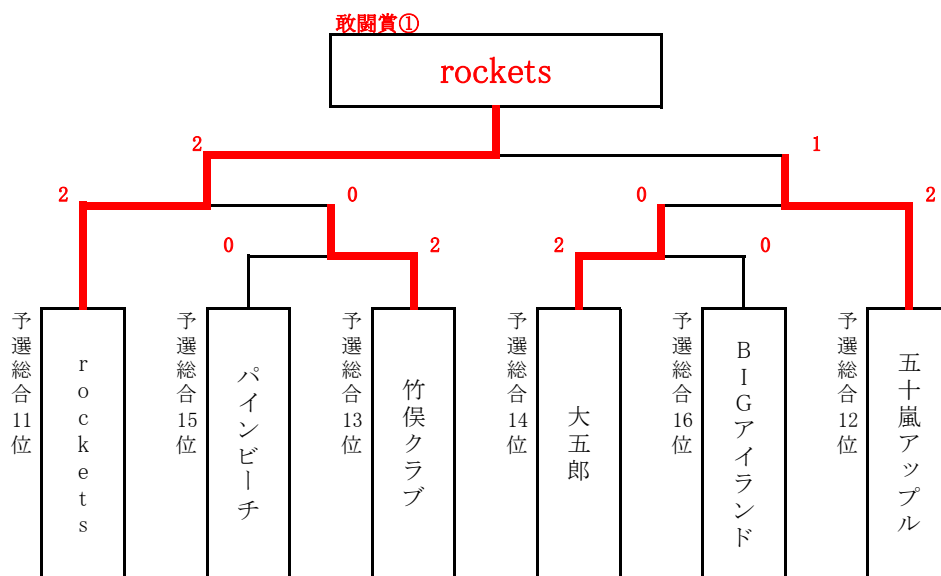 敢闘賞①
rockets
2
1
2
0
0
2
0
2
2
0
予選総合11位
rockets
予選総合15位
パインビーチ
予選総合13位
竹俣クラブ
予選総合14位
大五郎
予選総合16位
BIGアイランド
予選総合12位
五十嵐アップル